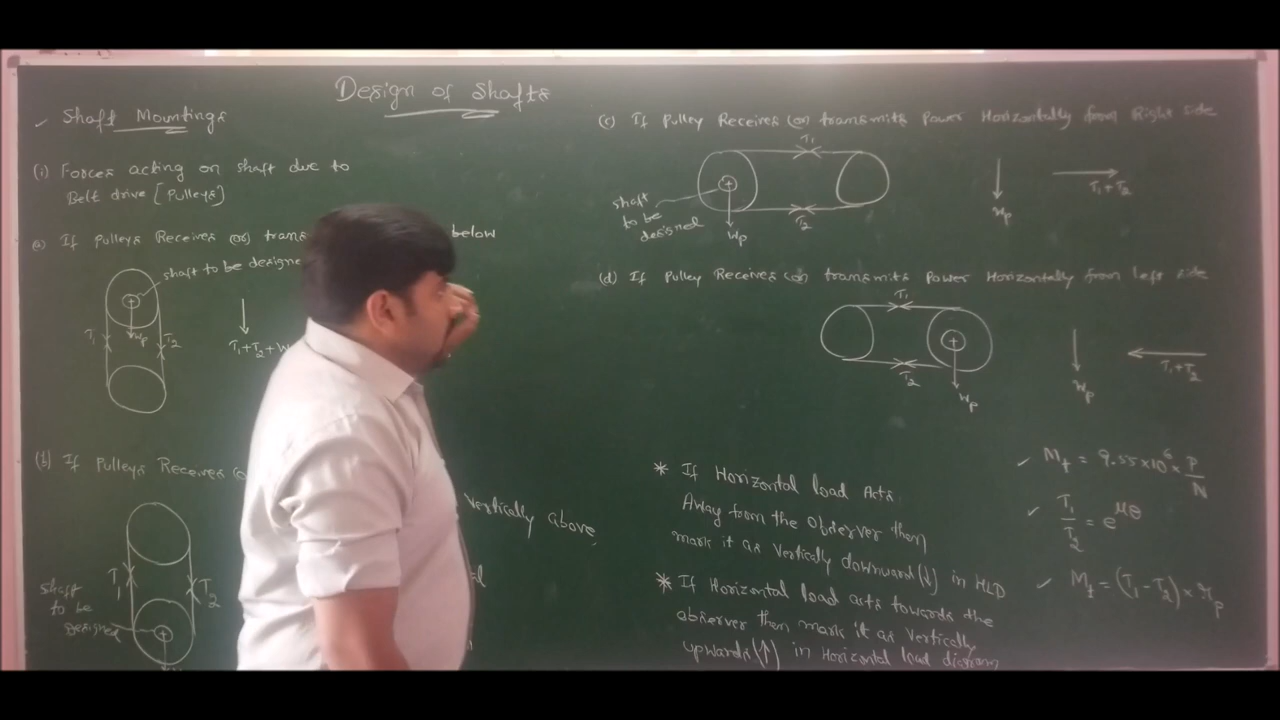 Design of Shafts
Shaft Mountings
(i) Forces acting on shaft due to
Belt drive [Pulleys]
(a) If pulleys Receives (or) below
shaft to be designe
T1
Wp
T2
T1+T2+W
(b) If Pulleys Receives
Vertically above
T1
T2
shaft
to be
Designed
(c) If Pulley Receives (or) transmits Power Horizontally from Right side
T1
shaft
to be
designed
Wp
T2
Wp
T1+T2
(d) If Pulley Receives (or) transmits Power Horizontally from left side
T1
T2
Wp
Wp
T1+T2
* If Horizontal load Acts
Away from the Observer then
mark it as Vertically downward (↓) in HLD
* If Horizontal load acts towards the
observer then mark it as Vertically
upwards (↑) in Horizontal load diagram
✓ Mt = 9.55×10⁶ × P/N
✓ T1/T2 = e^μθ
✓ Mt = (T1-T2) × rp